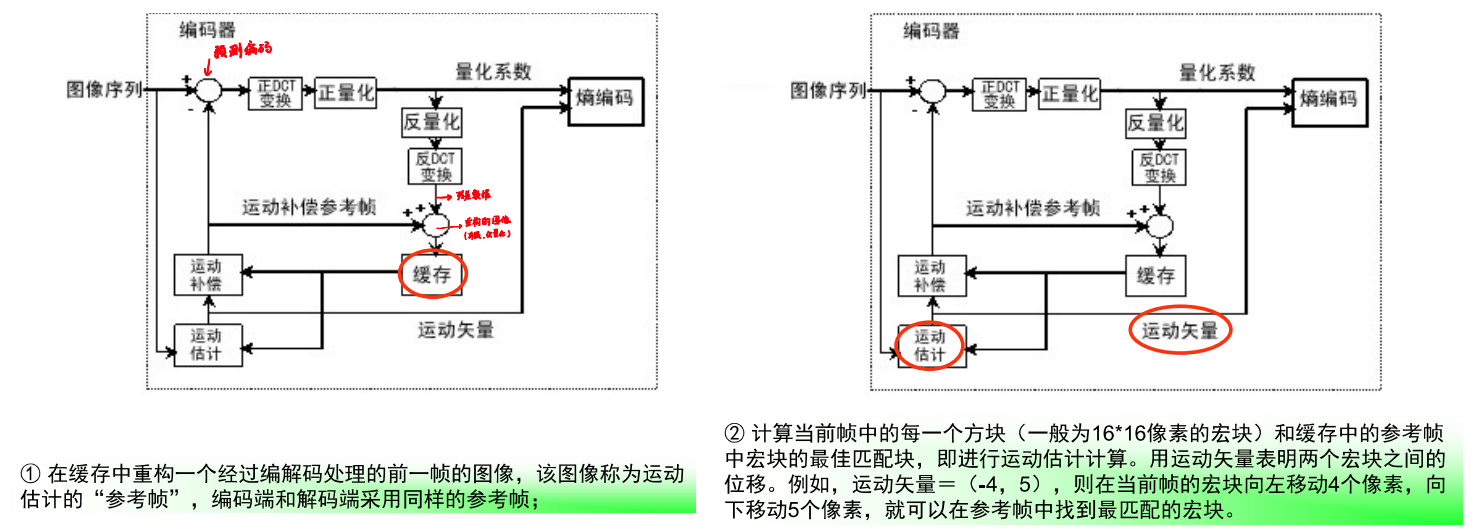 编码器
预测编码
图像序列
+
-
正DCT
变换
正量化
量化系数
熵编码
反量化
反DCT
变换
运动补偿参考帧
+
+
重构的图像
运动
补偿
缓存
运动矢量
运动
估计
① 在缓存中重构一个经过编解码处理的前一帧的图像，该图像称为运动
估计的“参考帧”，编码端和解码端采用同样的参考帧；
编码器
图像序列
+
-
正DCT
变换
正量化
量化系数
熵编码
反量化
反DCT
变换
运动补偿参考帧
+
+
运动
补偿
缓存
运动矢量
运动
估计
② 计算当前帧中的每一个方块（一般为16*16像素的宏块）和缓存中的参考帧
中宏块的最佳匹配块，即进行运动估计计算。用运动矢量表明两个宏块之间的
位移。例如，运动矢量＝（-4，5），则在当前帧的宏块向左移动4个像素，向
下移动5个像素，就可以在参考帧中找到最匹配的宏块。